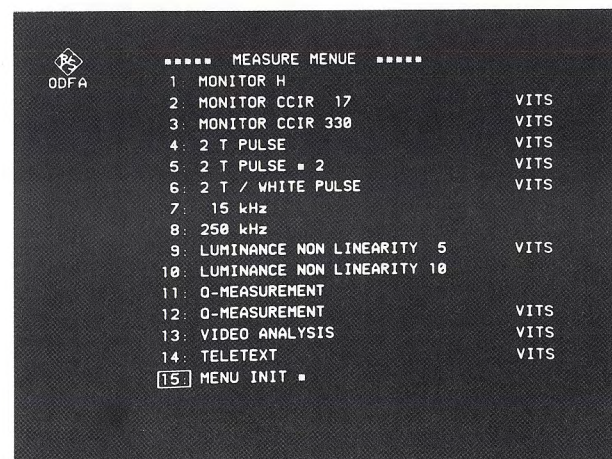 ▪▪▪▪▪ MEASURE MENUE ▪▪▪▪▪
R&S
ODFA
1: MONITOR H
2: MONITOR CCIR 17 VITS
3: MONITOR CCIR 330 VITS
4: 2 T PULSE VITS
5: 2 T PULSE ▪ 2 VITS
6: 2 T / WHITE PULSE VITS
7: 15 kHz
8: 250 kHz
9: LUMINANCE NON LINEARITY 5 VITS
10: LUMINANCE NON LINEARITY 10
11: Q-MEASUREMENT
12: Q-MEASUREMENT VITS
13: VIDEO ANALYSIS VITS
14: TELETEXT VITS
15: MENU INIT ▪